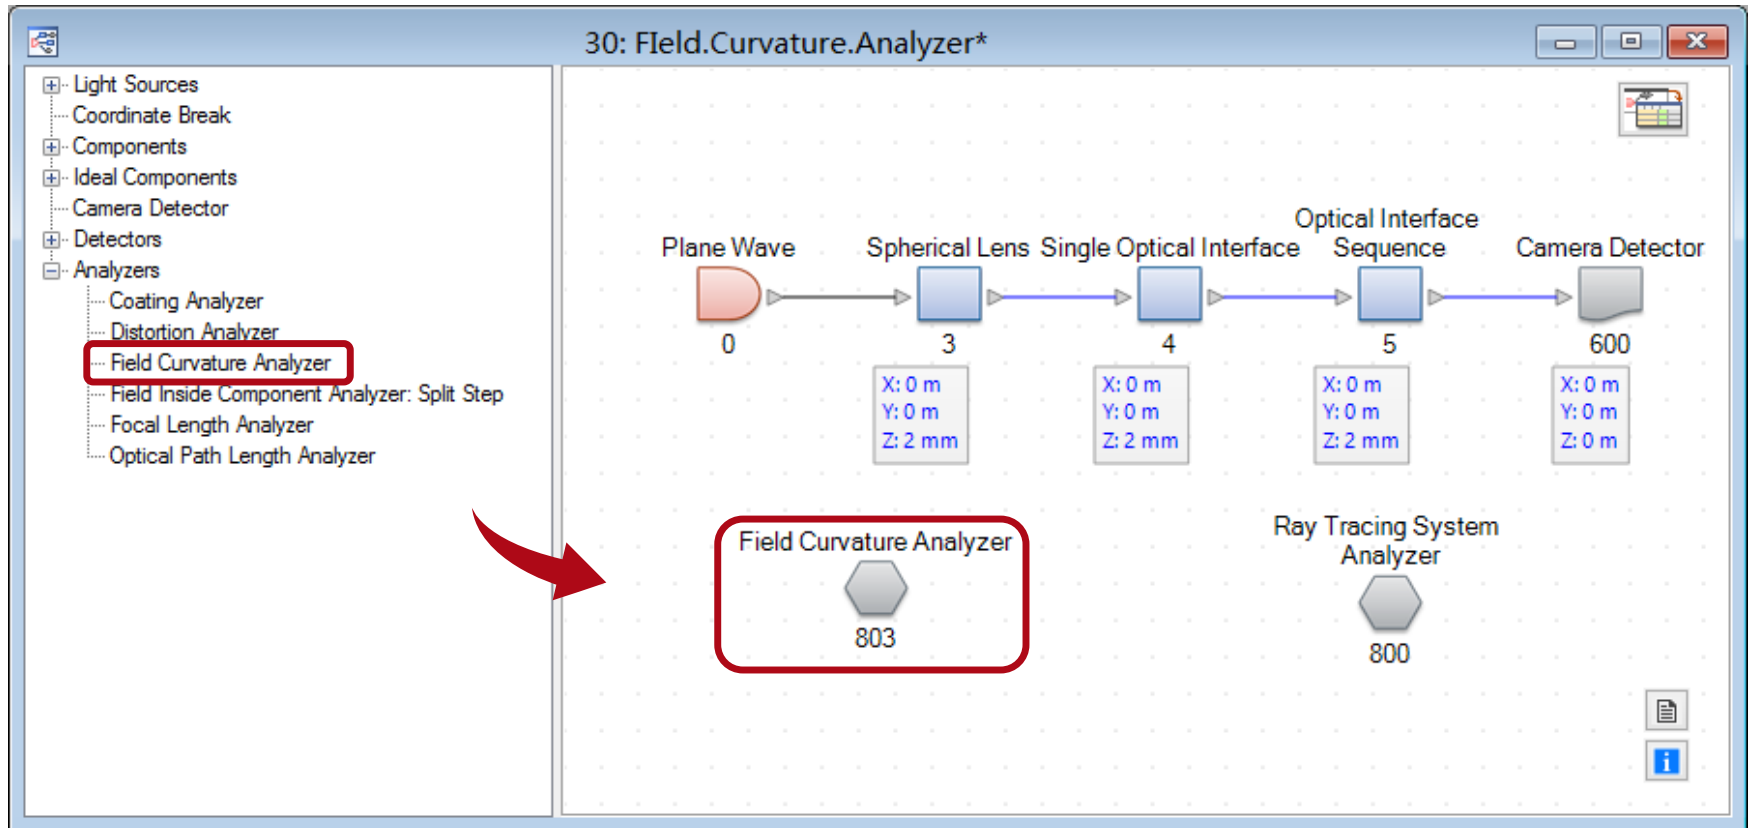 30: FIeld.Curvature.Analyzer*
Light Sources
Coordinate Break
Components
Ideal Components
Camera Detector
Detectors
Analyzers
Coating Analyzer
Distortion Analyzer
Field Curvature Analyzer
Field Inside Component Analyzer: Split Step
Focal Length Analyzer
Optical Path Length Analyzer
Plane Wave
0
Spherical Lens
3
X: 0 m
Y: 0 m
Z: 2 mm
Single Optical Interface
4
X: 0 m
Y: 0 m
Z: 2 mm
Optical Interface
Sequence
5
X: 0 m
Y: 0 m
Z: 2 mm
Camera Detector
600
X: 0 m
Y: 0 m
Z: 0 m
Field Curvature Analyzer
803
Ray Tracing System
Analyzer
800